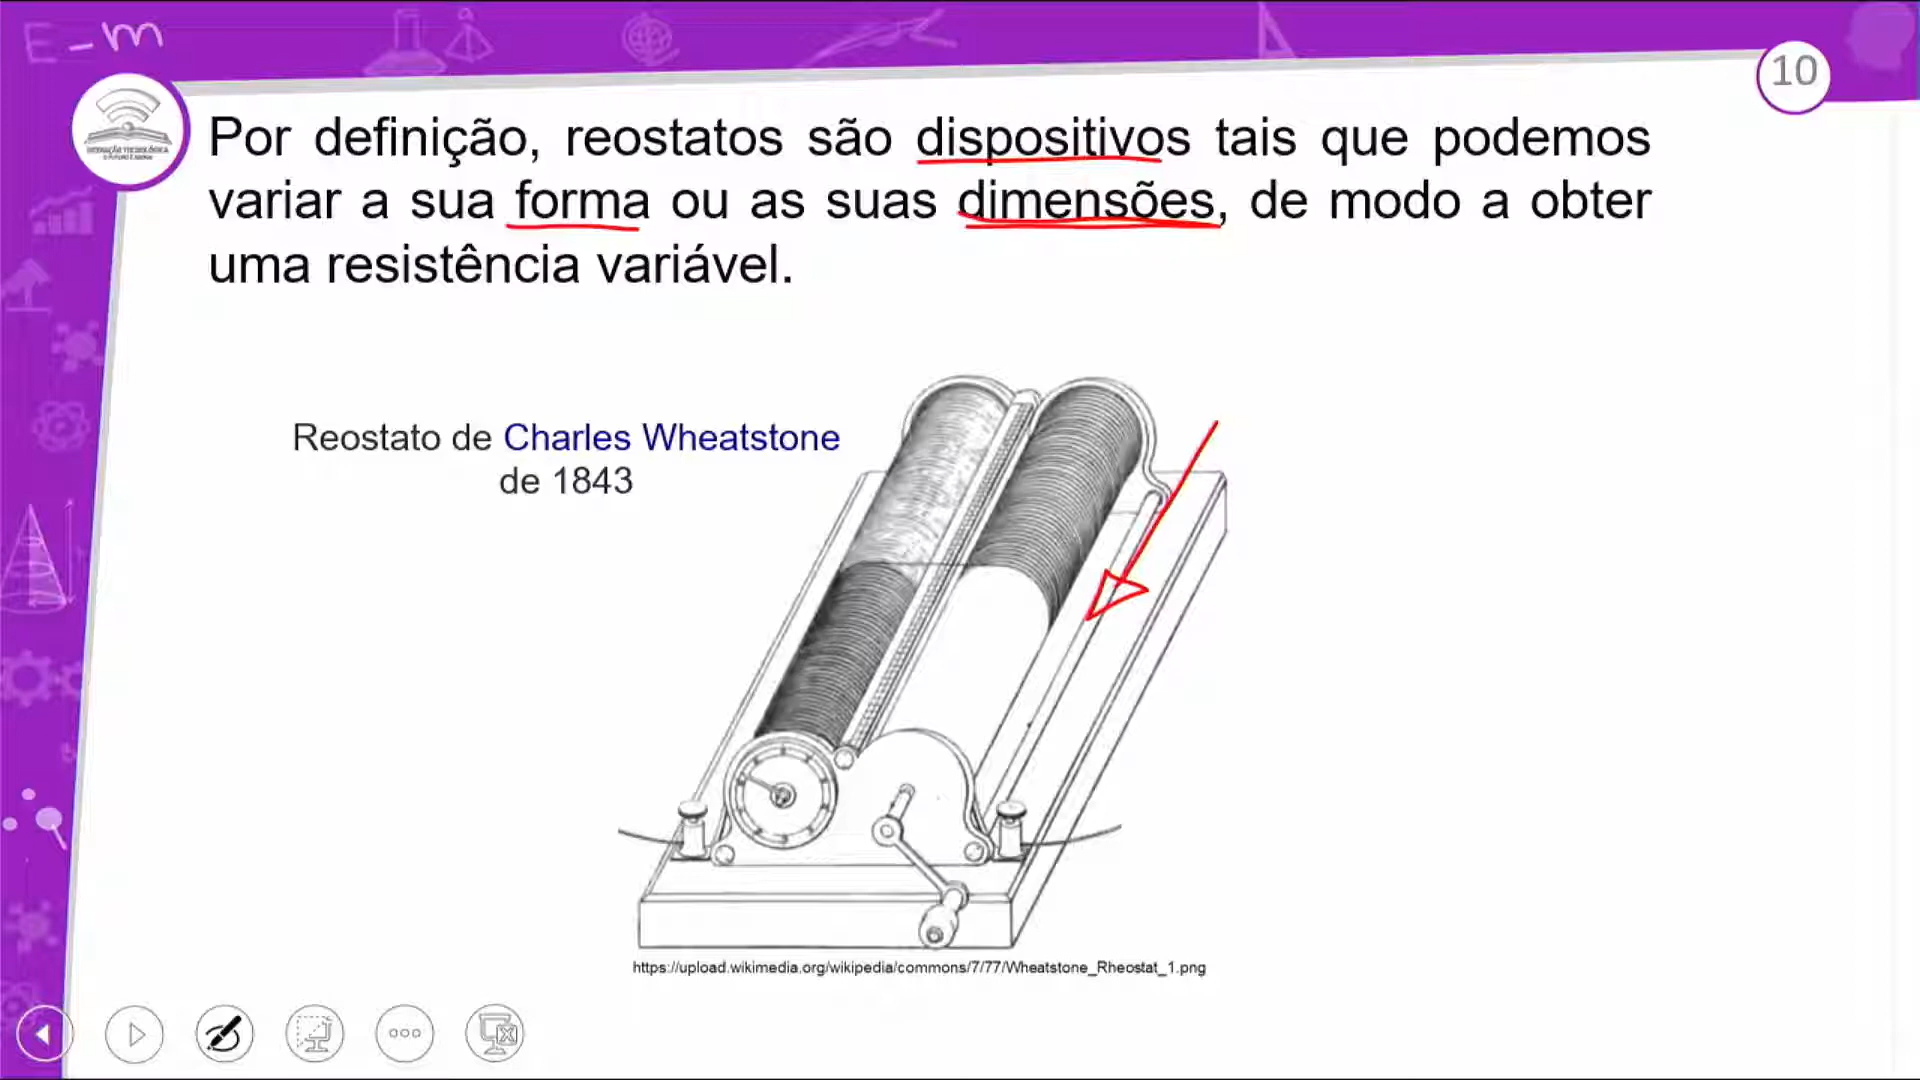 E-m
10
Por definição, reostatos são dispositivos tais que podemos
variar a sua forma ou as suas dimensões, de modo a obter
uma resistência variável.
Reostato de Charles Wheatstone
de 1843
https://upload.wikimedia.org/wikipedia/commons/7/77/Wheatstone_Rheostat_1.png